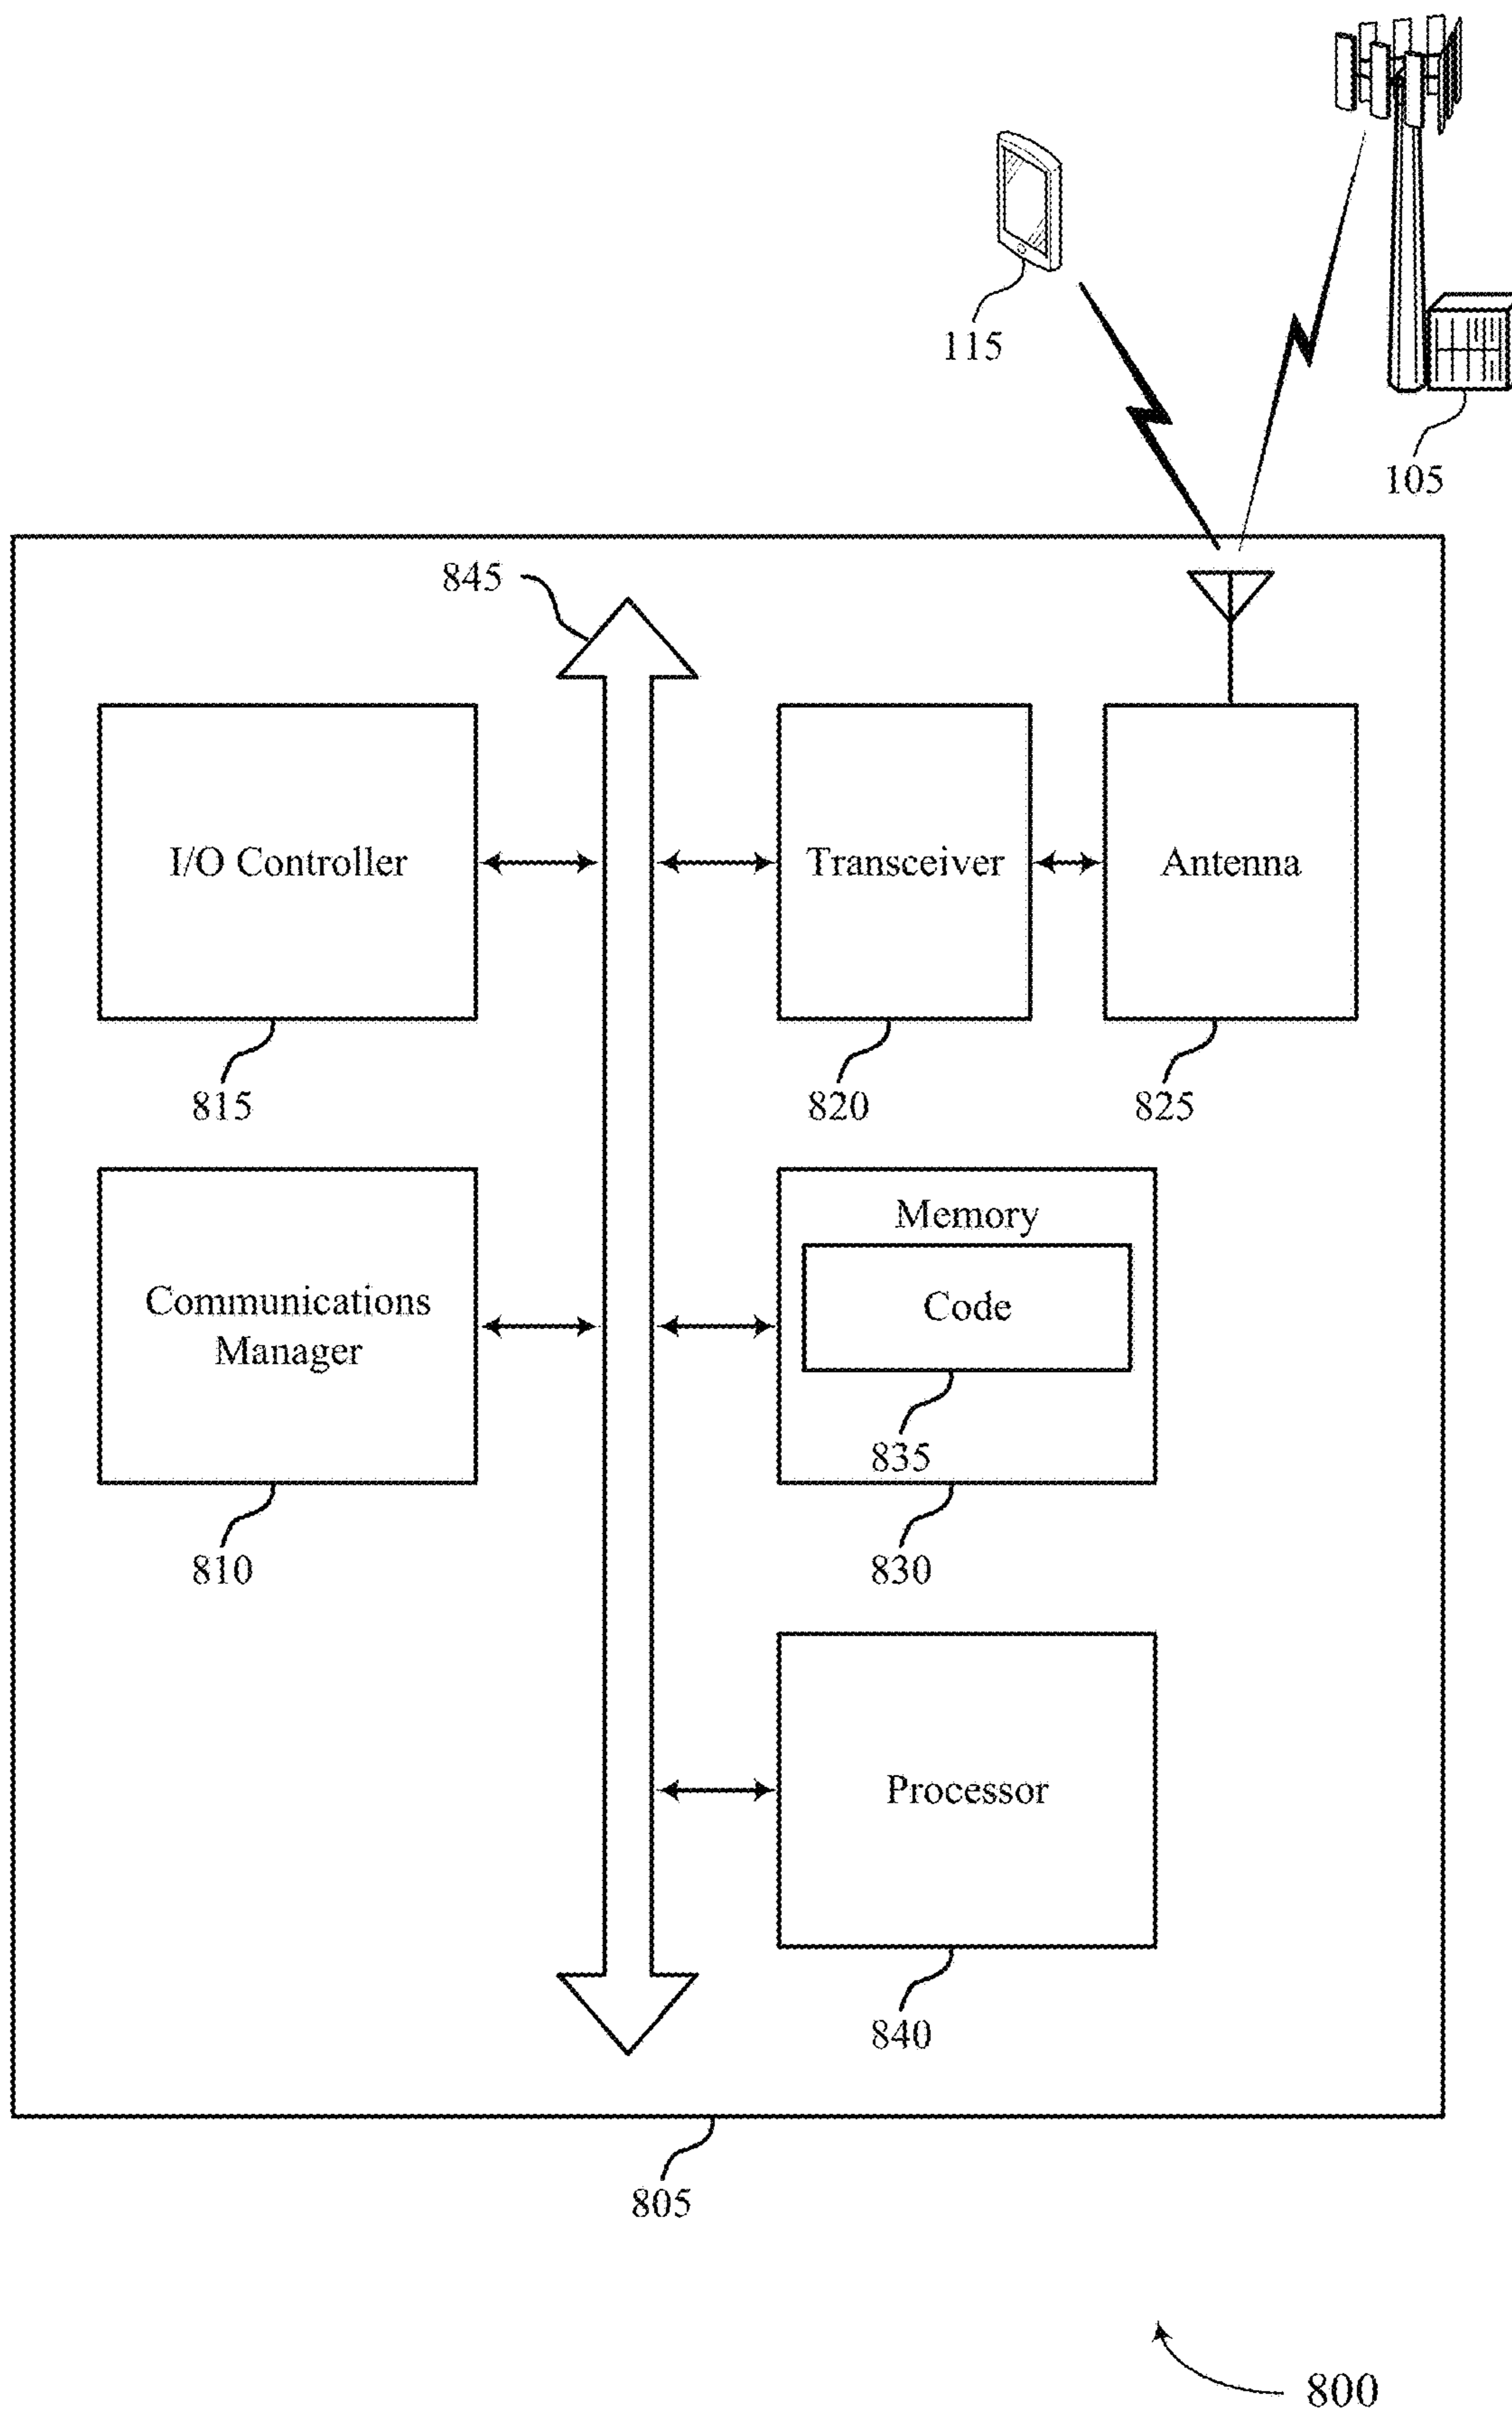 115
105
845
I/O Controller
Transceiver
Antenna
815
820
825
Communications
Manager
Memory
Code
835
810
830
Processor
840
805
800